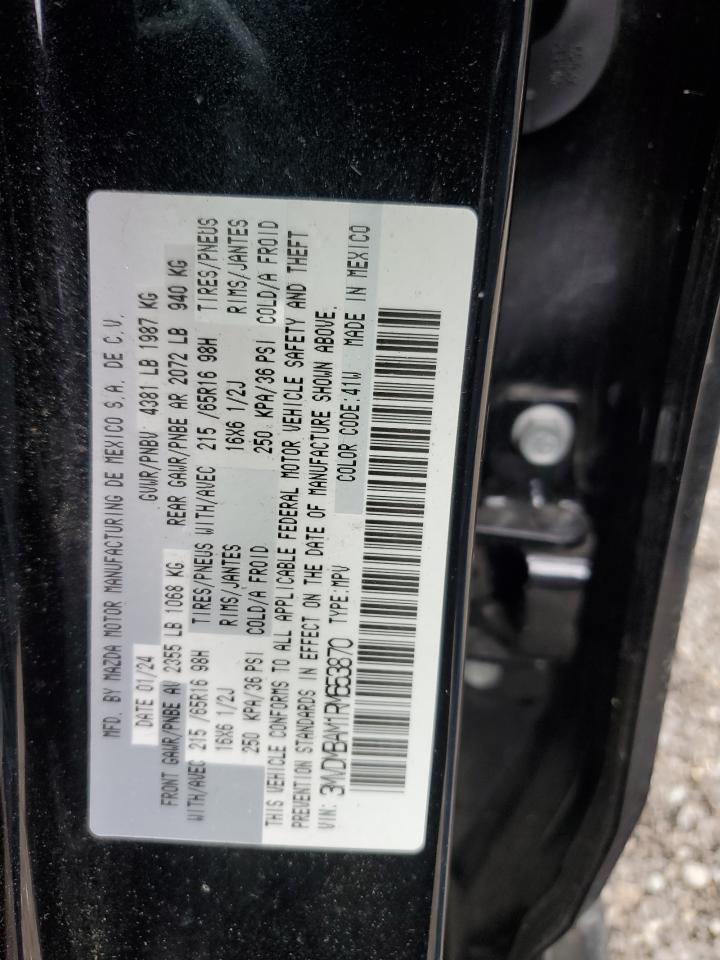 MFD. BY MAZDA MOTOR MANUFACTURING DE MEXICO S.A. DE C.V.
DATE 01/24 GVWR/PNBV 4381 LB 1987 KG
FRONT GAWR/PNBE AV 2355 LB 1068 KG REAR GAWR/PNBE AR 2072 LB 940 KG
WITH/AVEC 215 /65R16 98H TIRES/PNEUS WITH/AVEC 215 /65R16 98H TIRES/PNEUS
16X6 1/2J RIMS/JANTES 16X6 1/2J RIMS/JANTES
250 KPA/36 PSI COLD/A FROID 250 KPA/36 PSI COLD/A FROID
THIS VEHICLE CONFORMS TO ALL APPLICABLE FEDERAL MOTOR VEHICLE SAFETY AND THEFT
PREVENTION STANDARDS IN EFFECT ON THE DATE OF MANUFACTURE SHOWN ABOVE.
VIN: 3MVDMBAM1RM653870 TYPE:MPV COLOR CODE:41W MADE IN MEXICO